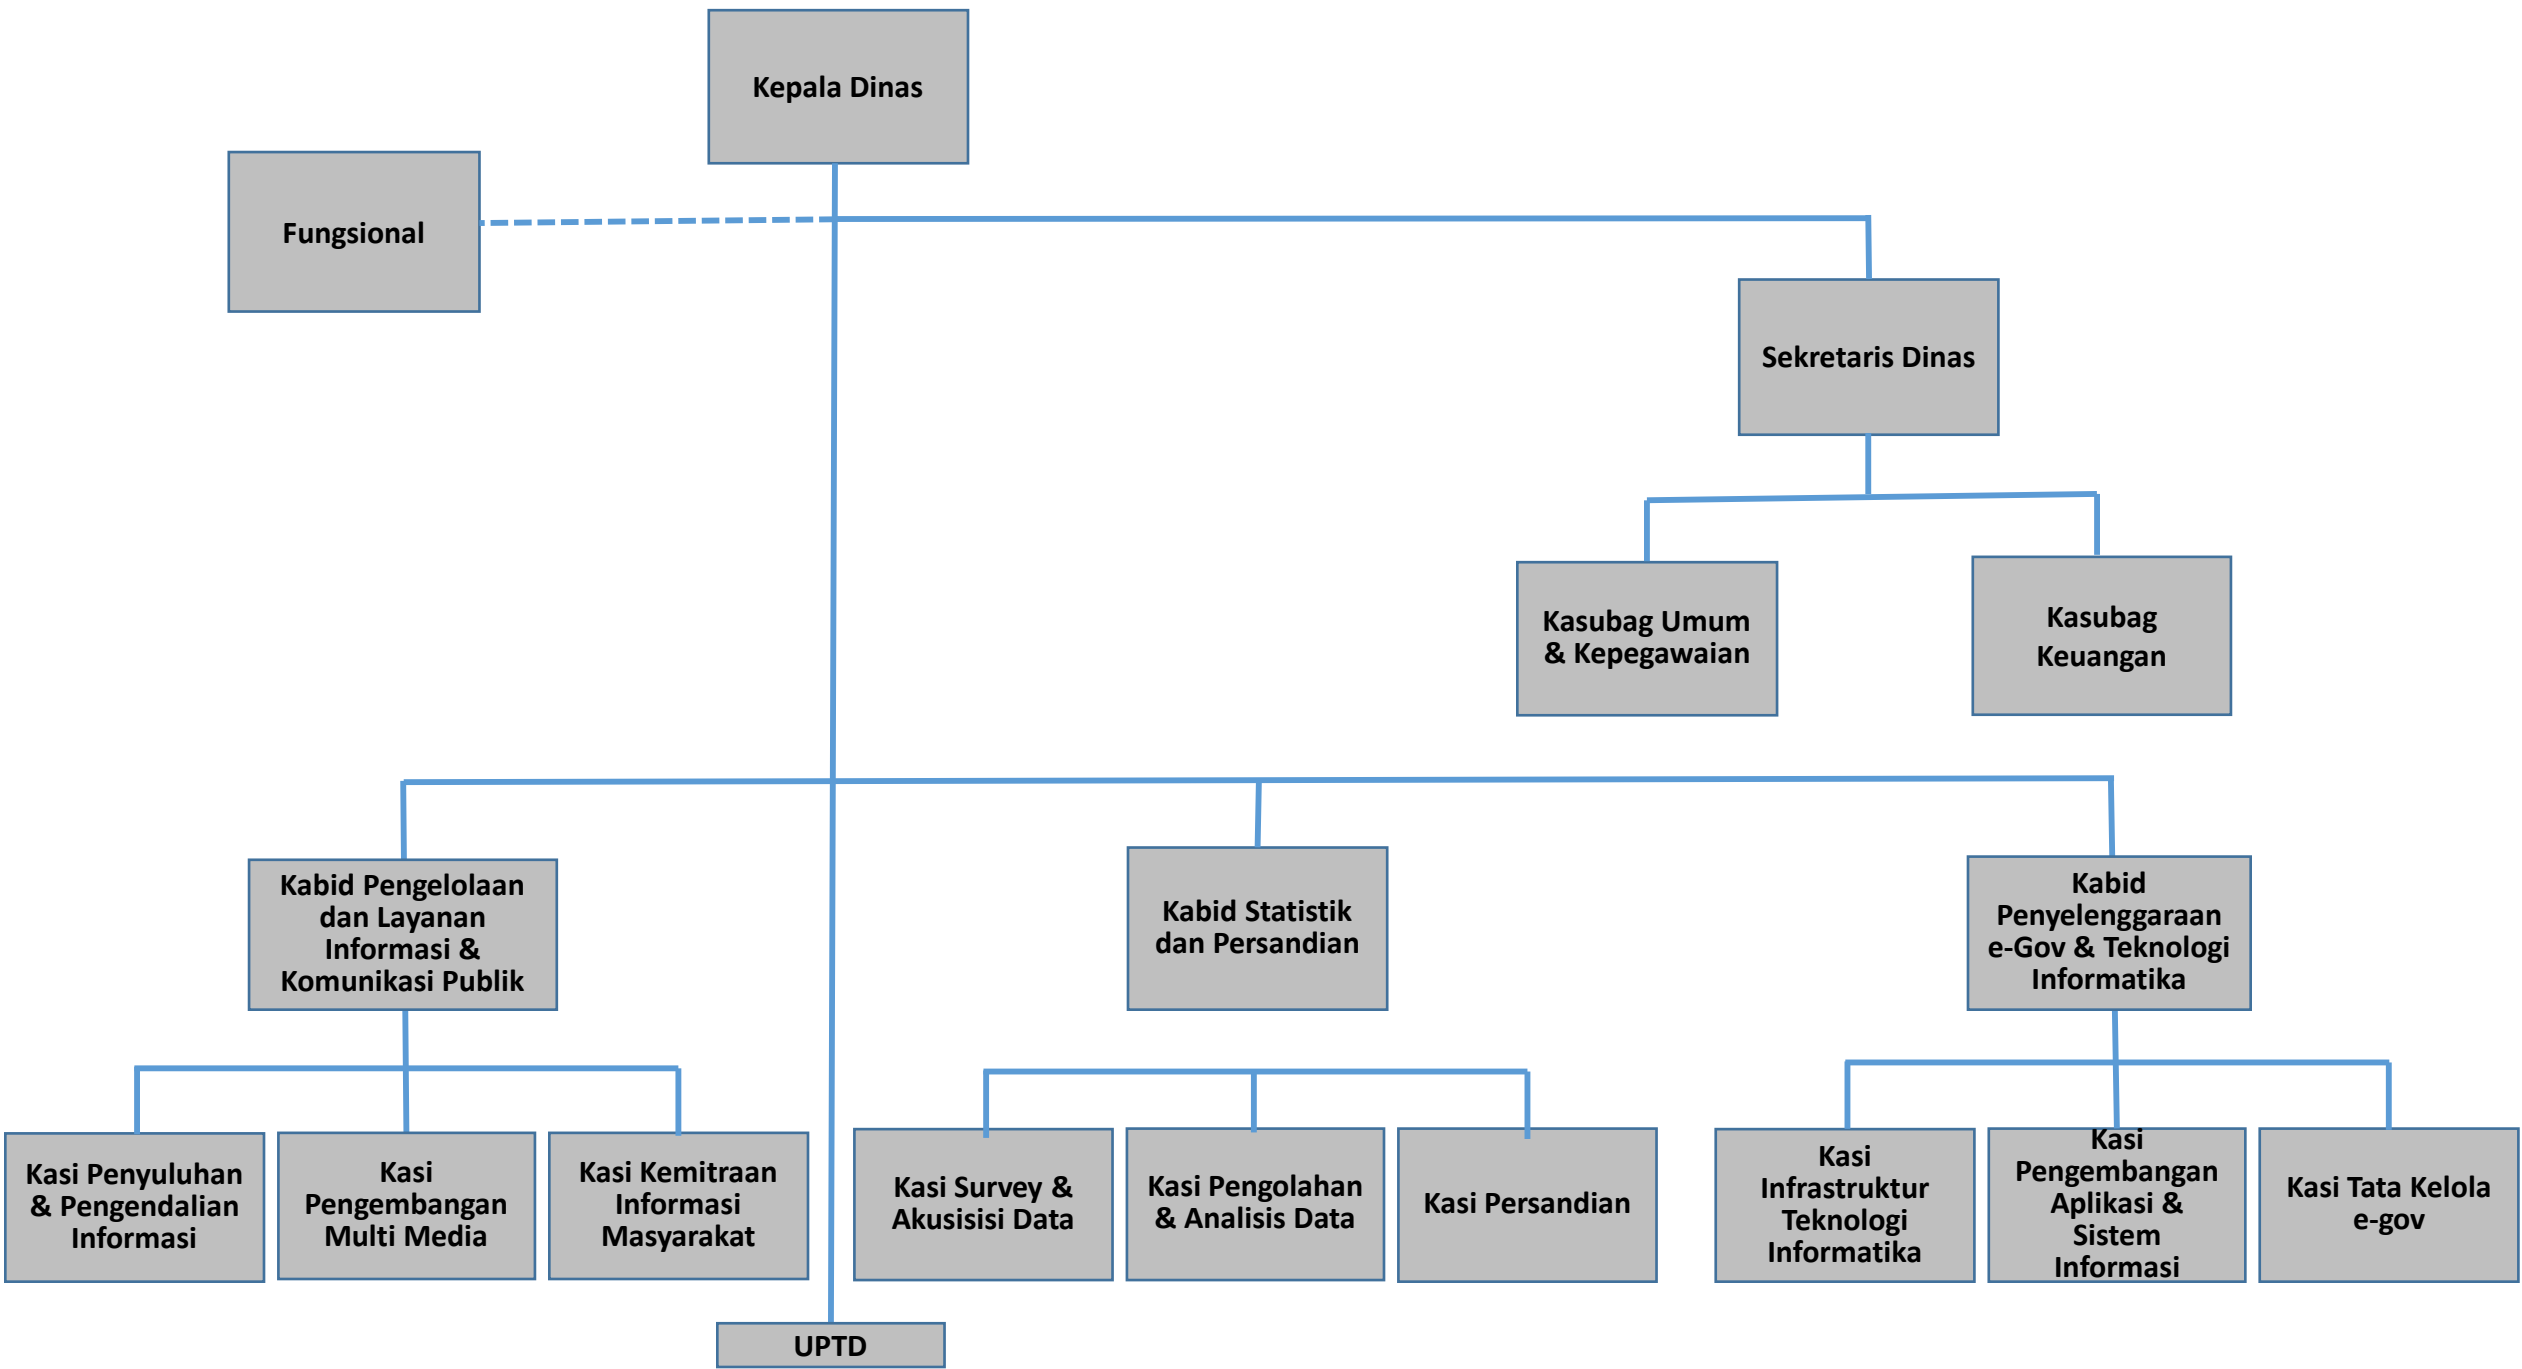 Kepala Dinas
Fungsional
Sekretaris Dinas
Kasubag Umum
& Kepegawaian
Kasubag
Keuangan
Kabid Pengelolaan
dan Layanan
Informasi &
Komunikasi Publik
Kabid Statistik
dan Persandian
Kabid
Penyelenggaraan
e-Gov & Teknologi
Informatika
Kasi Penyuluhan
& Pengendalian
Informasi
Kasi
Pengembangan
Multi Media
Kasi Kemitraan
Informasi
Masyarakat
Kasi Survey &
Akusisisi Data
Kasi Pengolahan
& Analisis Data
Kasi Persandian
Kasi
Infrastruktur
Teknologi
Informatika
Kasi
Pengembangan
Aplikasi &
Sistem
Informasi
Kasi Tata Kelola
e-gov
UPTD